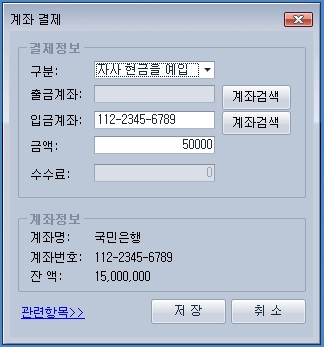 계좌 결제
결제정보
구분: 자사 현금을 예입
출금계좌: 계좌검색
입금계좌: 112-2345-6789 계좌검색
금액: 50000
수수료: 0
계좌정보
계좌명: 국민은행
계좌번호: 112-2345-6789
잔 액: 15,000,000
관련항목>> 저 장 취 소